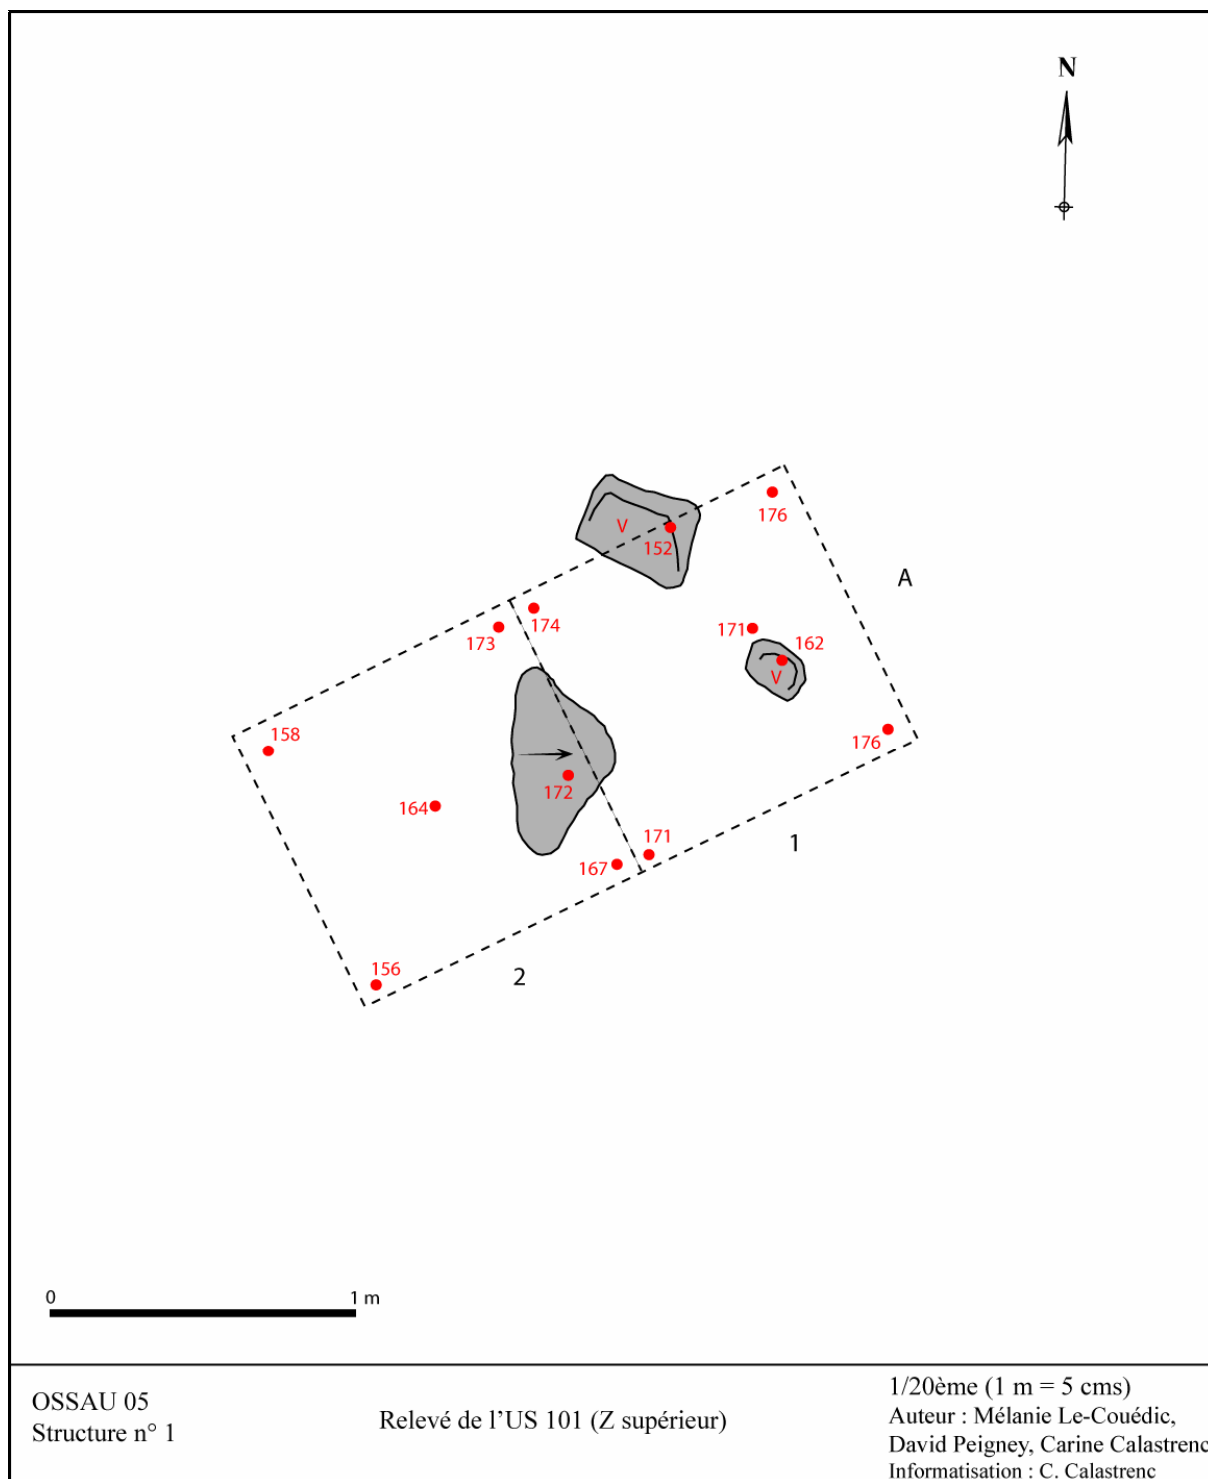 N
176
V
152
A
174
173
171
162
V
158
172
164
176
171
167
1
156
2
0 1 m
OSSAU 05
Structure n° 1
Relevé de l'US 101 (Z supérieur)
1/20ème (1 m = 5 cms)
Auteur : Mélanie Le-Couédic,
David Peigney, Carine Calastrenc
Informatisation : C. Calastrenc